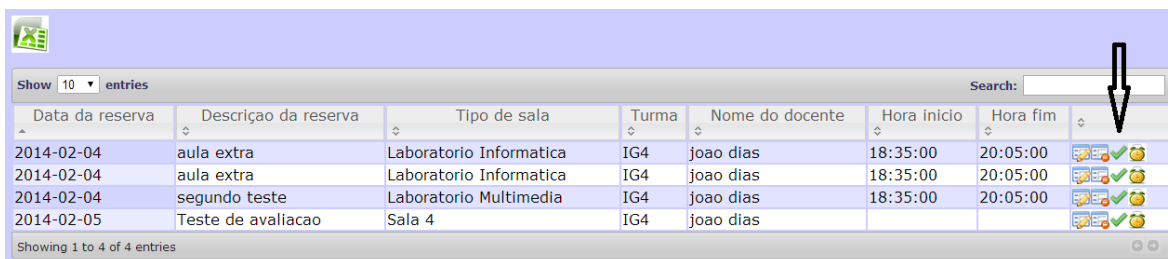 Show 10 entries Search:
Data da reserva Descriçao da reserva Tipo de sala Turma Nome do docente Hora inicio Hora fim
2014-02-04 aula extra Laboratorio Informatica IG4 joao dias 18:35:00 20:05:00
2014-02-04 aula extra Laboratorio Informatica IG4 joao dias 18:35:00 20:05:00
2014-02-04 segundo teste Laboratorio Multimedia IG4 joao dias 18:35:00 20:05:00
2014-02-05 Teste de avaliacao Sala 4 IG4 joao dias
Showing 1 to 4 of 4 entries